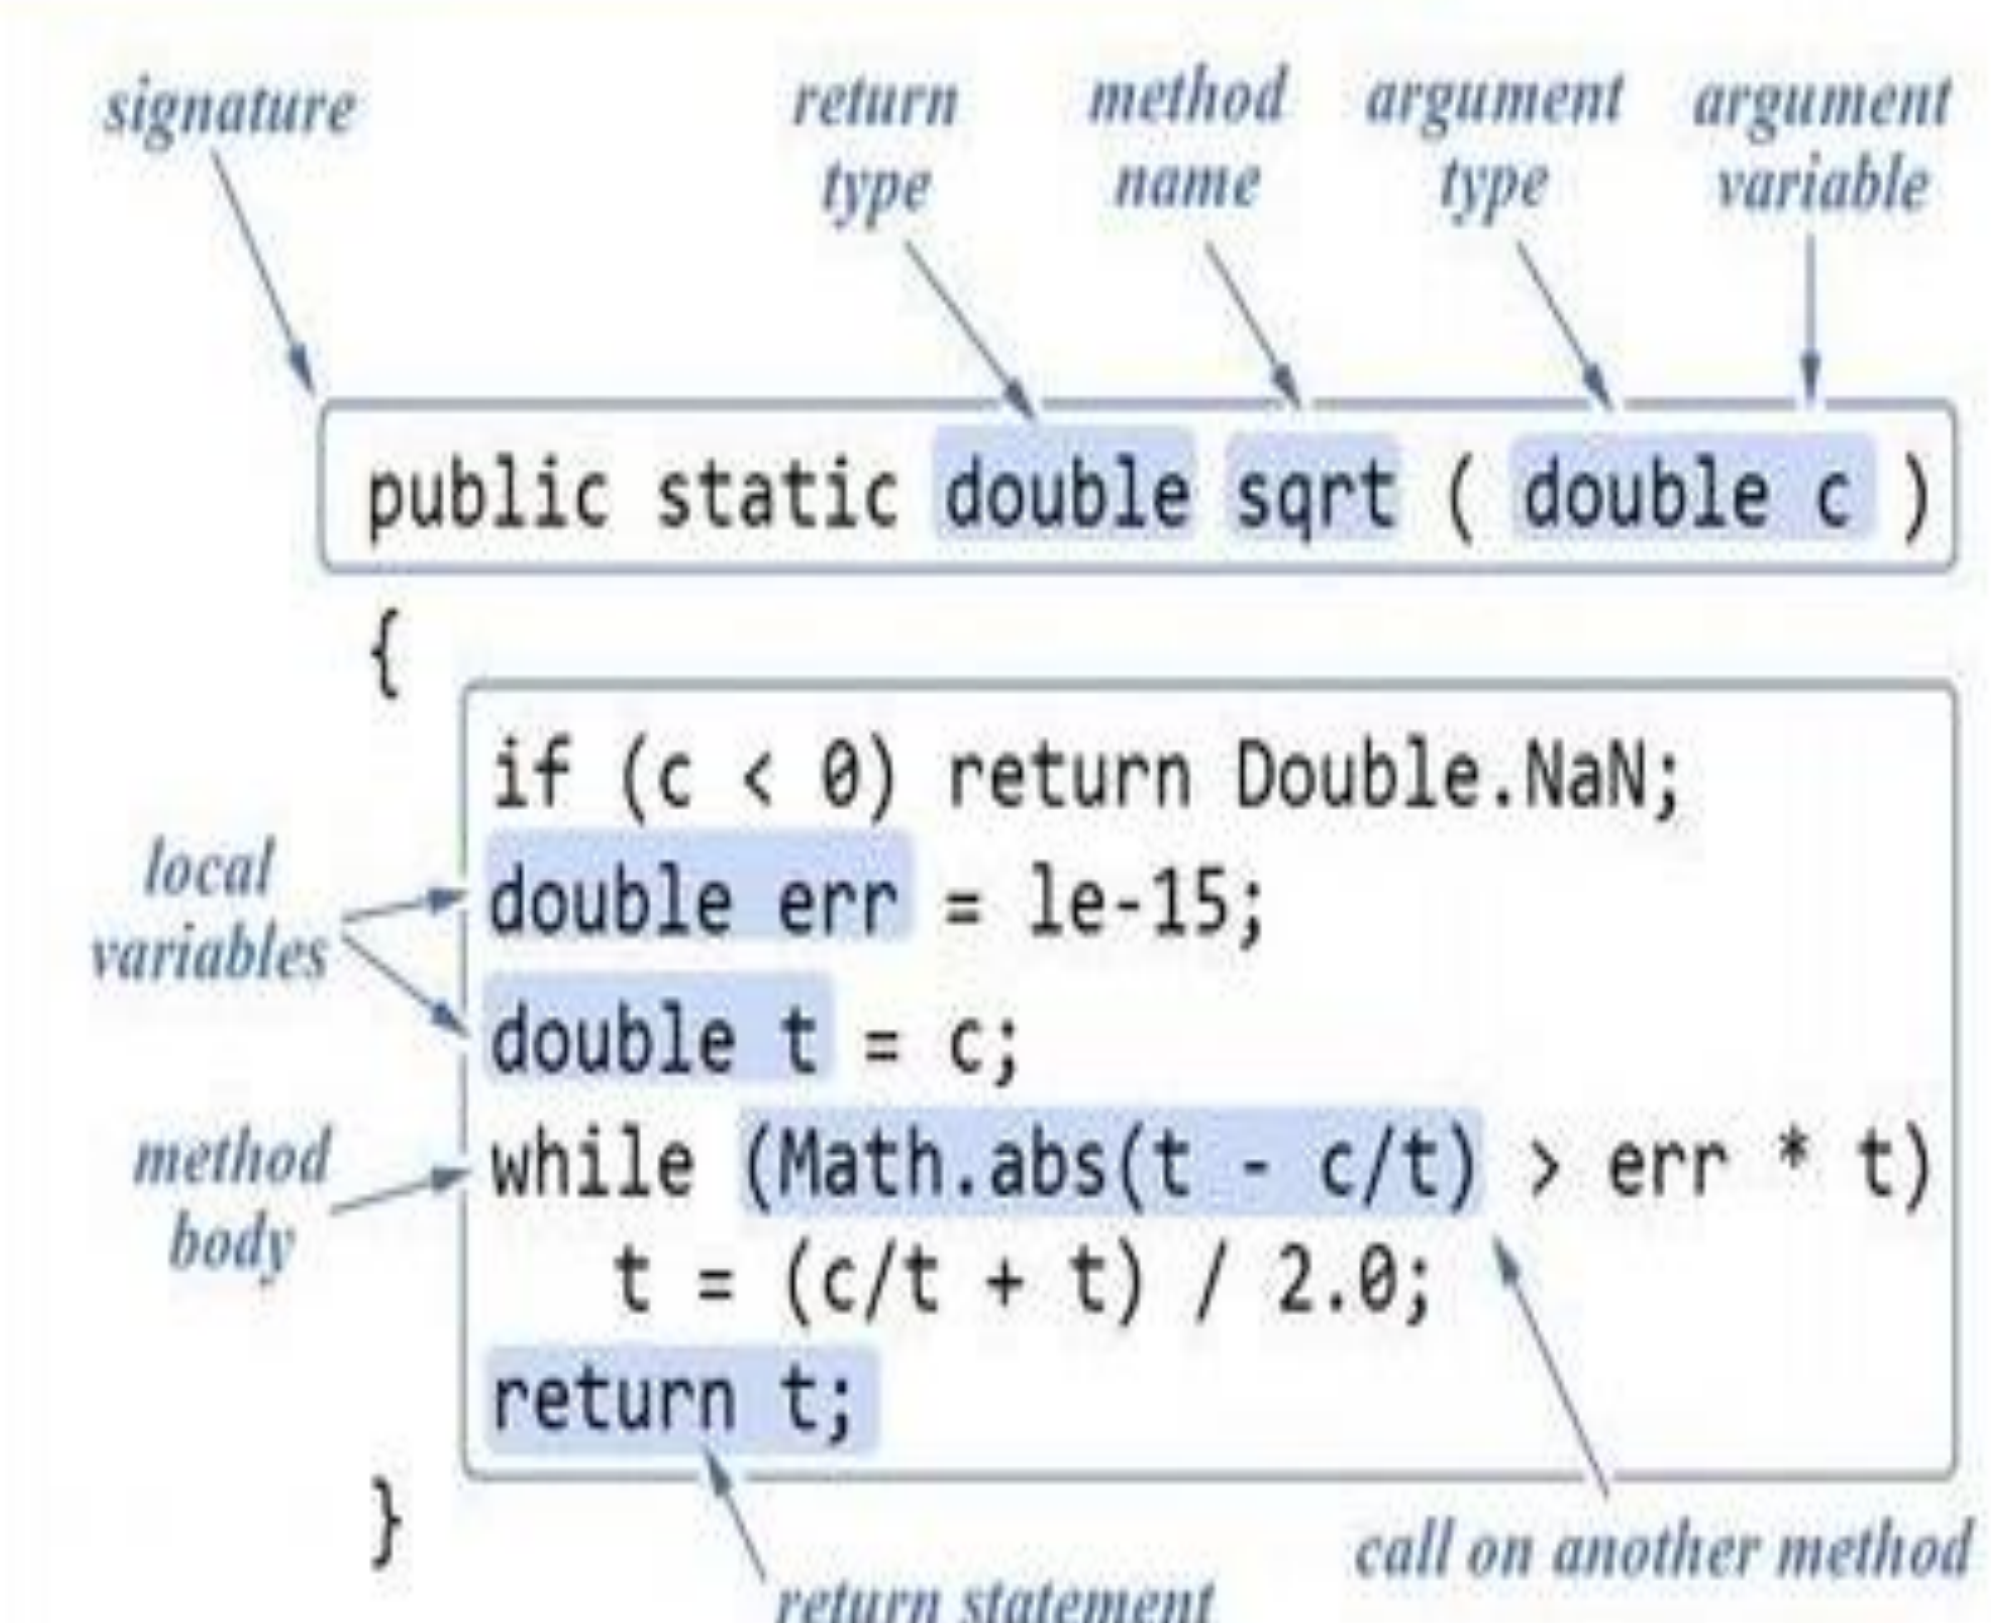 signature
return type
method name
argument type
argument variable
public static double sqrt ( double c )
{
if (c < 0) return Double.NaN;
double err = le-15;
double t = c;
while (Math.abs(t - c/t) > err * t)
t = (c/t + t) / 2.0;
return t;
}
local variables
method body
call on another method
return statement